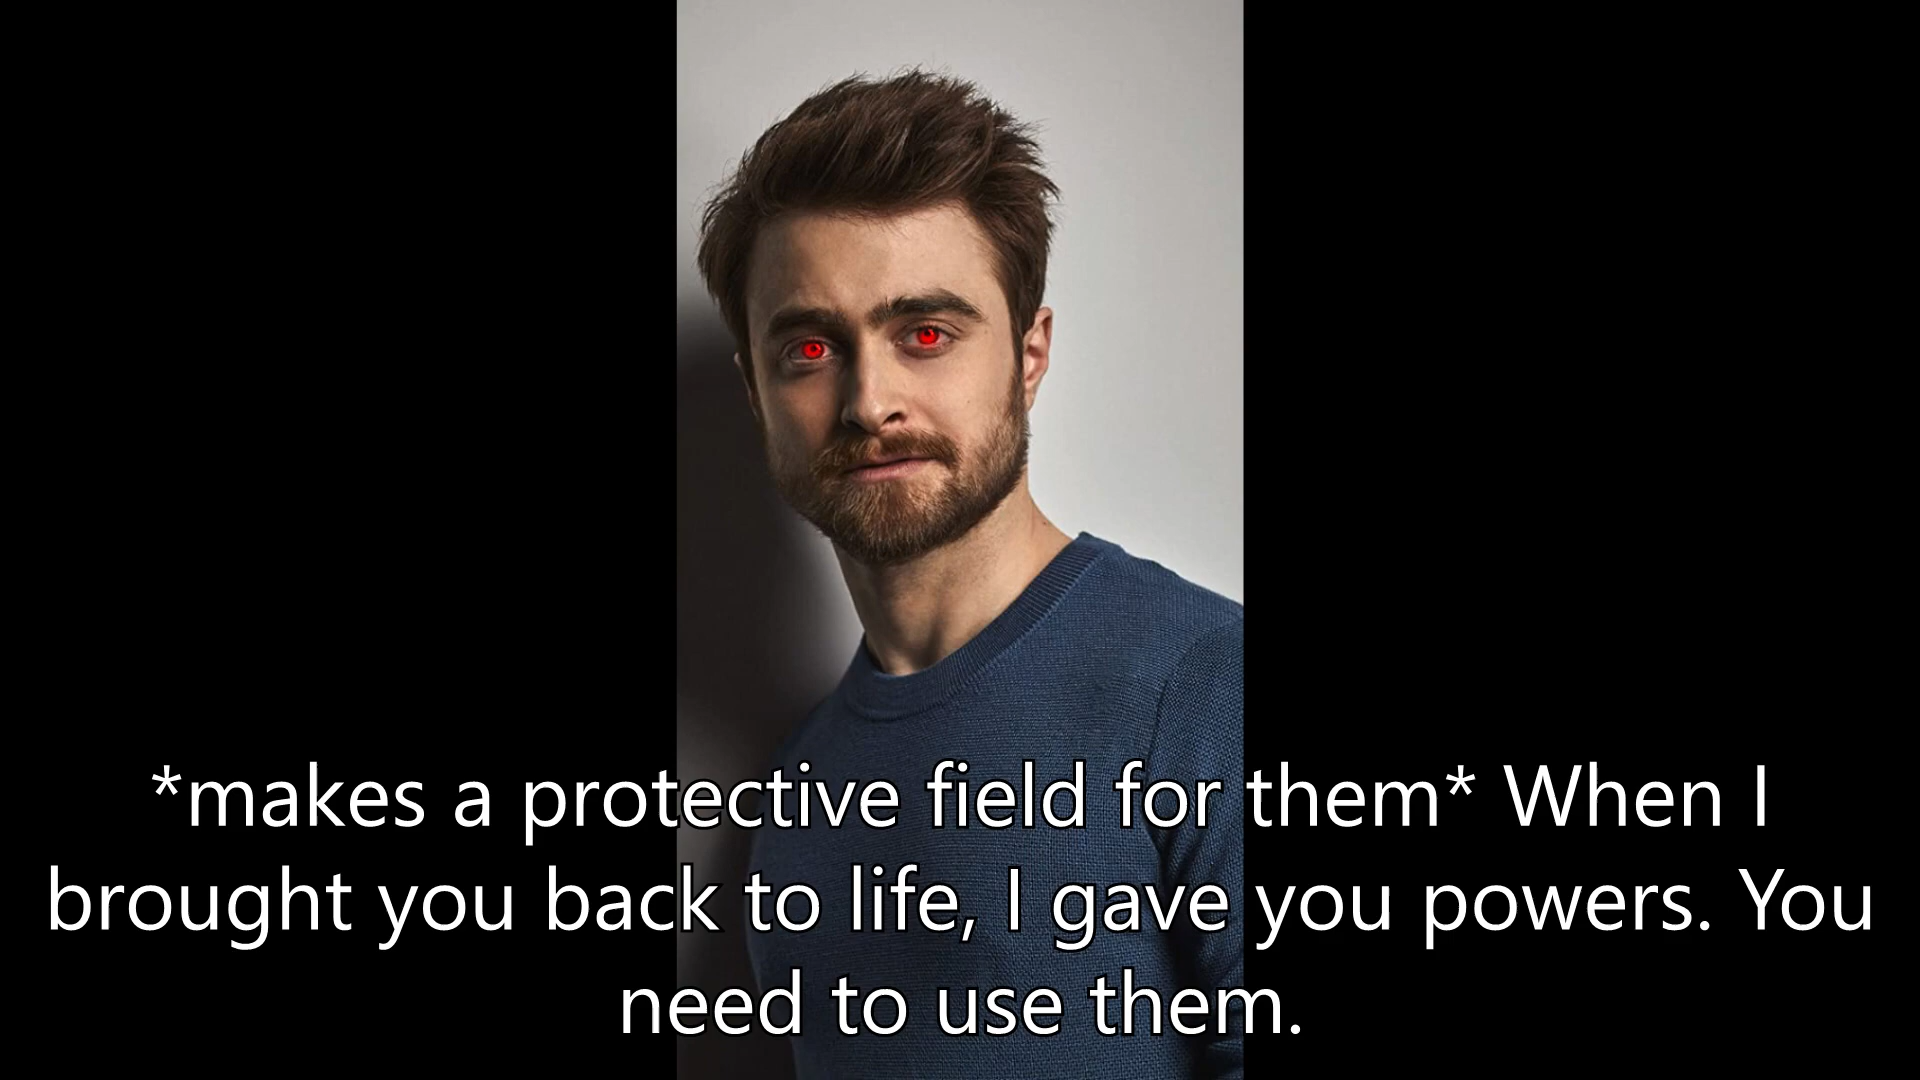 *makes a protective field for them* When I
brought you back to life, I gave you powers. You
need to use them.